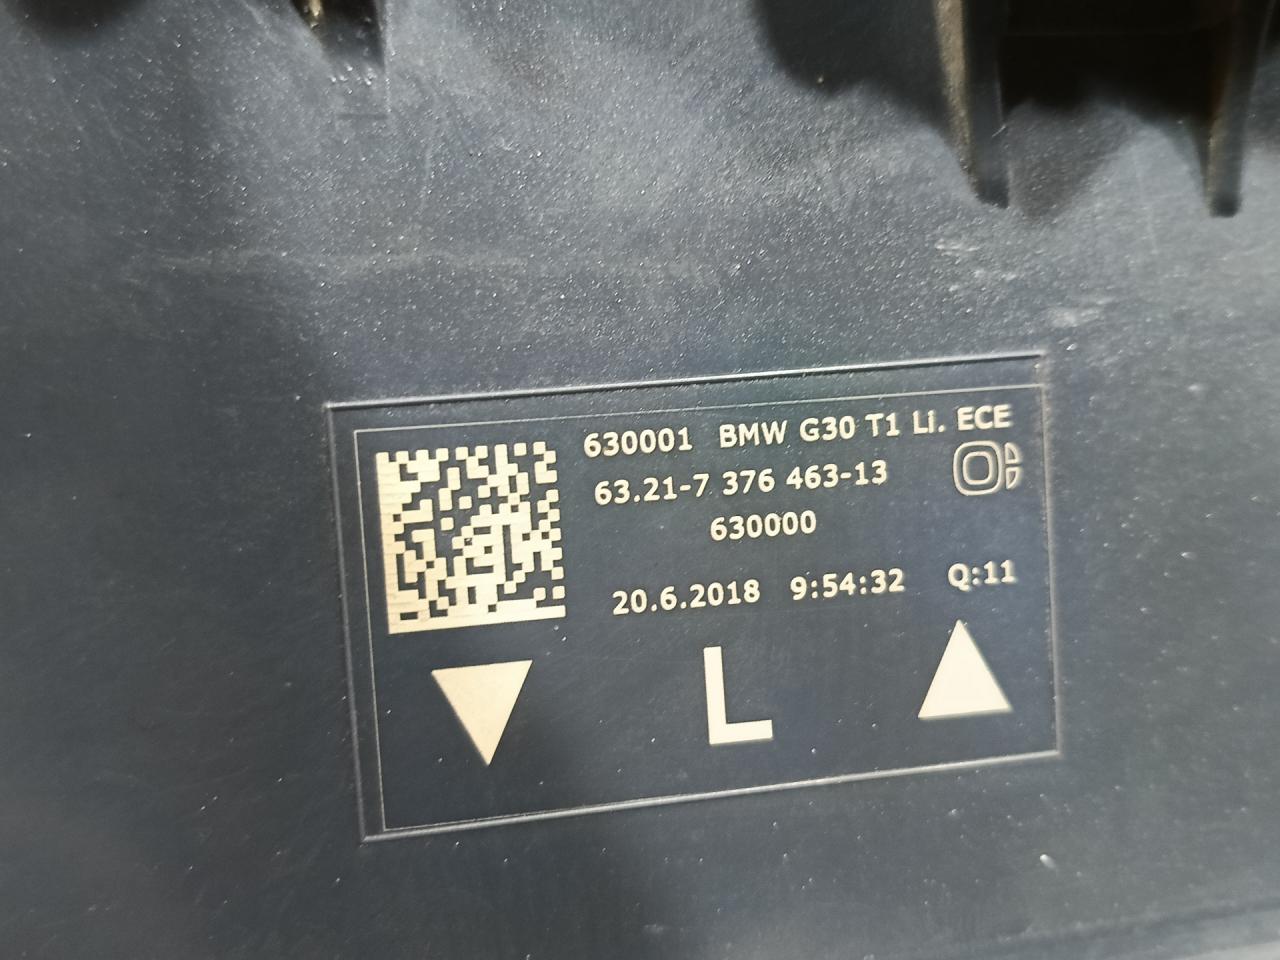 630001 BMW G30 T1 Li. ECE
63.21-7 376 463-13
630000
20.6.2018 9:54:32 Q:11
L